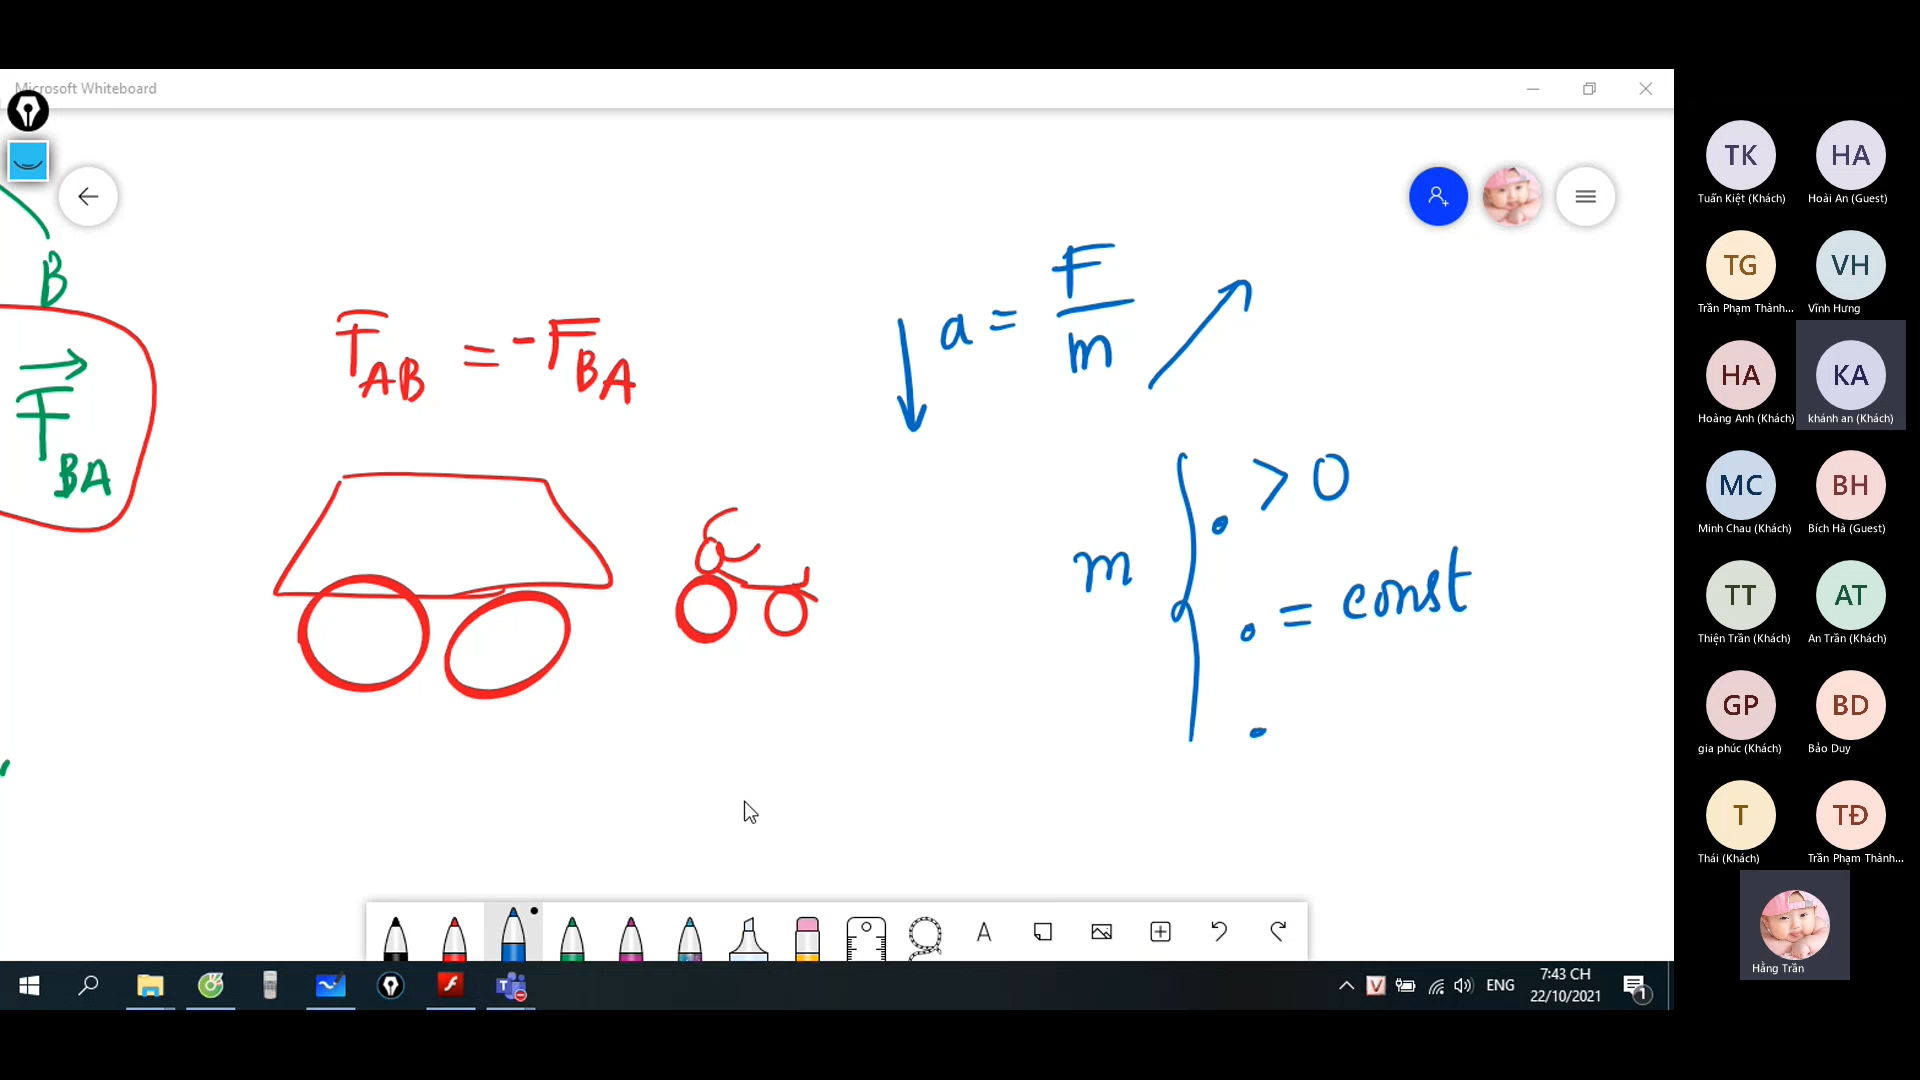 Microsoft Whiteboard
B
F BA
F AB = - F BA
a = F/m
m { > 0
= const
A
ENG
7:43 CH
22/10/2021
1
TK
Tuấn Kiệt (Khách)
HA
Hoài An (Guest)
TG
Trần Phạm Thành...
VH
Vĩnh Hưng
HA
Hoàng Anh (Khách)
KA
khánh an (Khách)
MC
Minh Chau (Khách)
BH
Bích Hà (Guest)
TT
Thiện Trần (Khách)
AT
An Trần (Khách)
GP
gia phúc (Khách)
BD
Bảo Duy
T
Thái (Khách)
TĐ
Trần Phạm Thành...
Hằng Trần